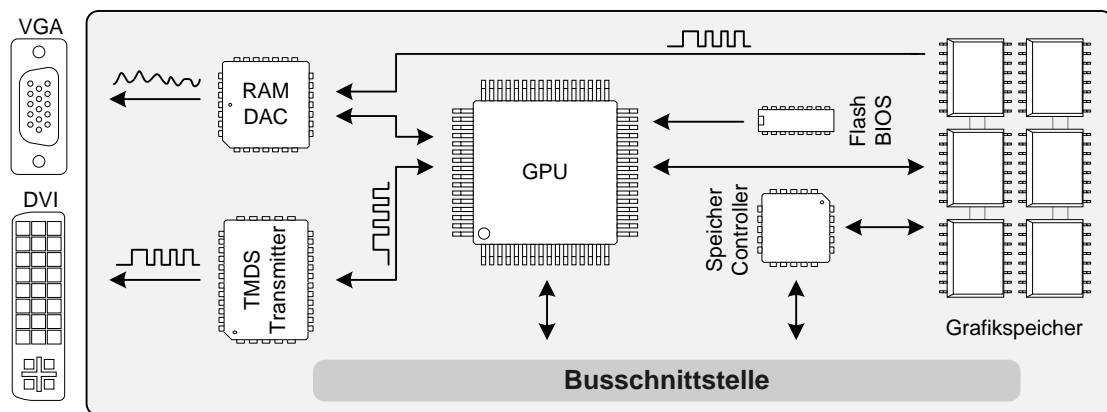 VGA
RAM
DAC
GPU
Flash
BIOS
DVI
TMDS
Transmitter
Speicher
Controller
Grafikspeicher
Busschnittstelle